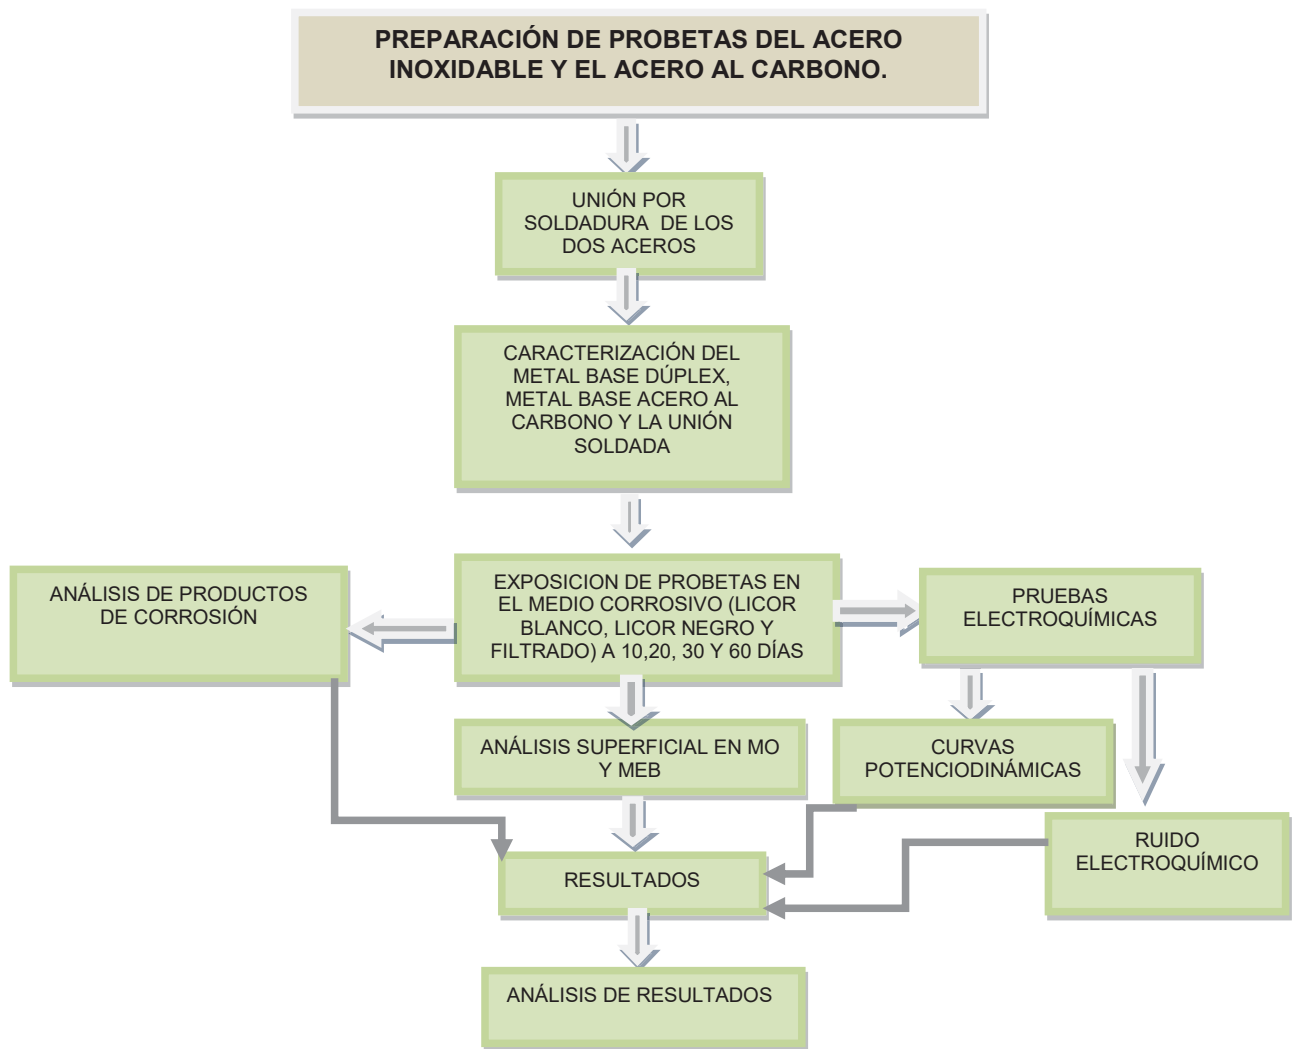 PREPARACIÓN DE PROBETAS DEL ACERO
INOXIDABLE Y EL ACERO AL CARBONO.
UNIÓN POR
SOLDADURA DE LOS
DOS ACEROS
CARACTERIZACIÓN DEL
METAL BASE DÚPLEX,
METAL BASE ACERO AL
CARBONO Y LA UNIÓN
SOLDADA
ANÁLISIS DE PRODUCTOS
DE CORROSIÓN
EXPOSICION DE PROBETAS EN
EL MEDIO CORROSIVO (LICOR
BLANCO, LICOR NEGRO Y
FILTRADO) A 10,20, 30 Y 60 DÍAS
PRUEBAS
ELECTROQUÍMICAS
ANÁLISIS SUPERFICIAL EN MO
Y MEB
CURVAS
POTENCIODINÁMICAS
RUIDO
ELECTROQUÍMICO
RESULTADOS
ANÁLISIS DE RESULTADOS